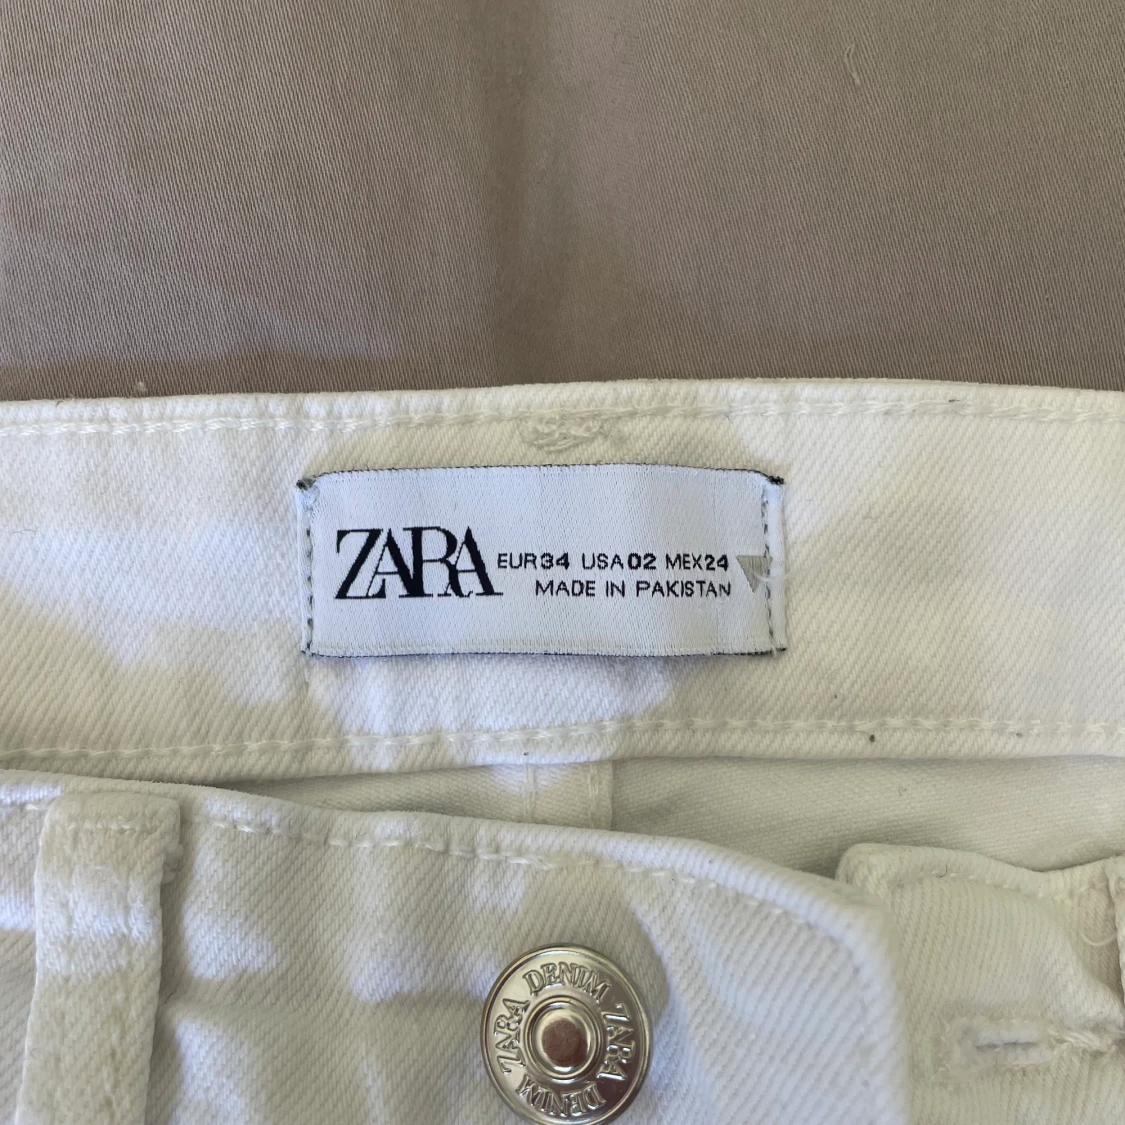 ZARA
EUR34 USA02 MEX24
MADE IN PAKISTAN
ZARA DENIM ZARA DENIM